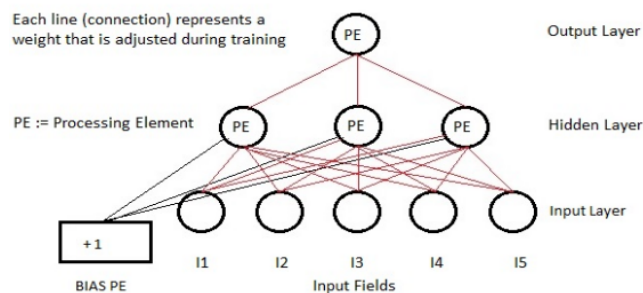 Each line (connection) represents a
weight that is adjusted during training
PE
Output Layer
PE := Processing Element
PE
PE
PE
Hidden Layer
Input Layer
+1
I1
I2
I3
I4
I5
BIAS PE
Input Fields